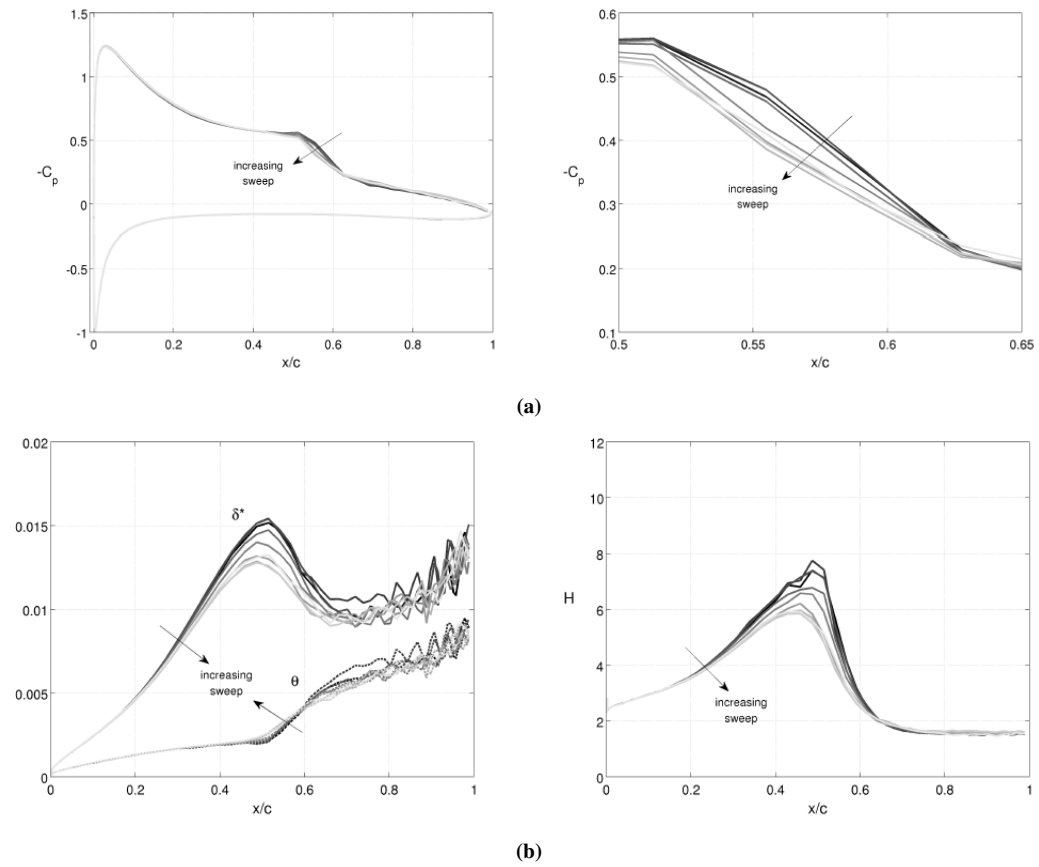 1.5
1
0.5
0
-0.5
-1
-Cp
increasing
sweep
0 0.2 0.4 0.6 0.8 1
x/c
0.6
0.5
0.4
0.3
0.2
0.1
-Cp
increasing
sweep
0.5 0.55 0.6 0.65
x/c
(a)
0.02
0.015
0.01
0.005
0
δ*
increasing
sweep
θ
0 0.2 0.4 0.6 0.8 1
x/c
12
10
8
6
4
2
0
H
increasing
sweep
0 0.2 0.4 0.6 0.8 1
x/c
(b)